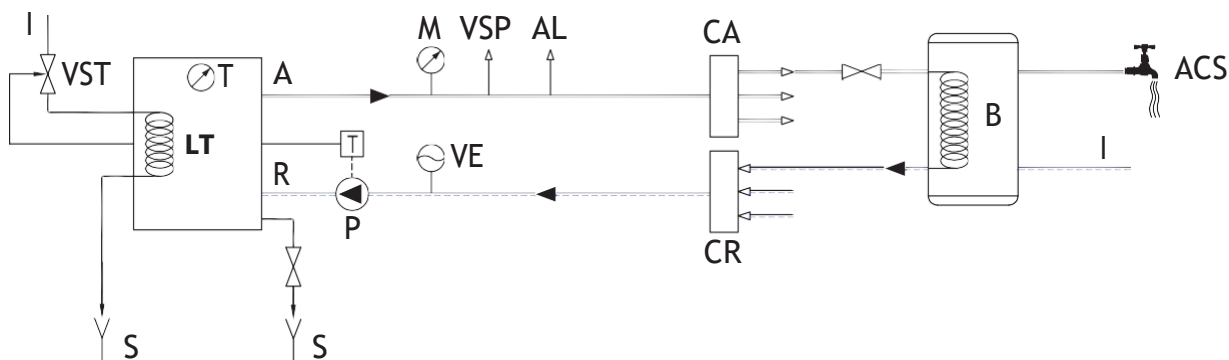 I
M VSP AL CA
VST T A ACS
LT B
T VE I
R
P CR
S S